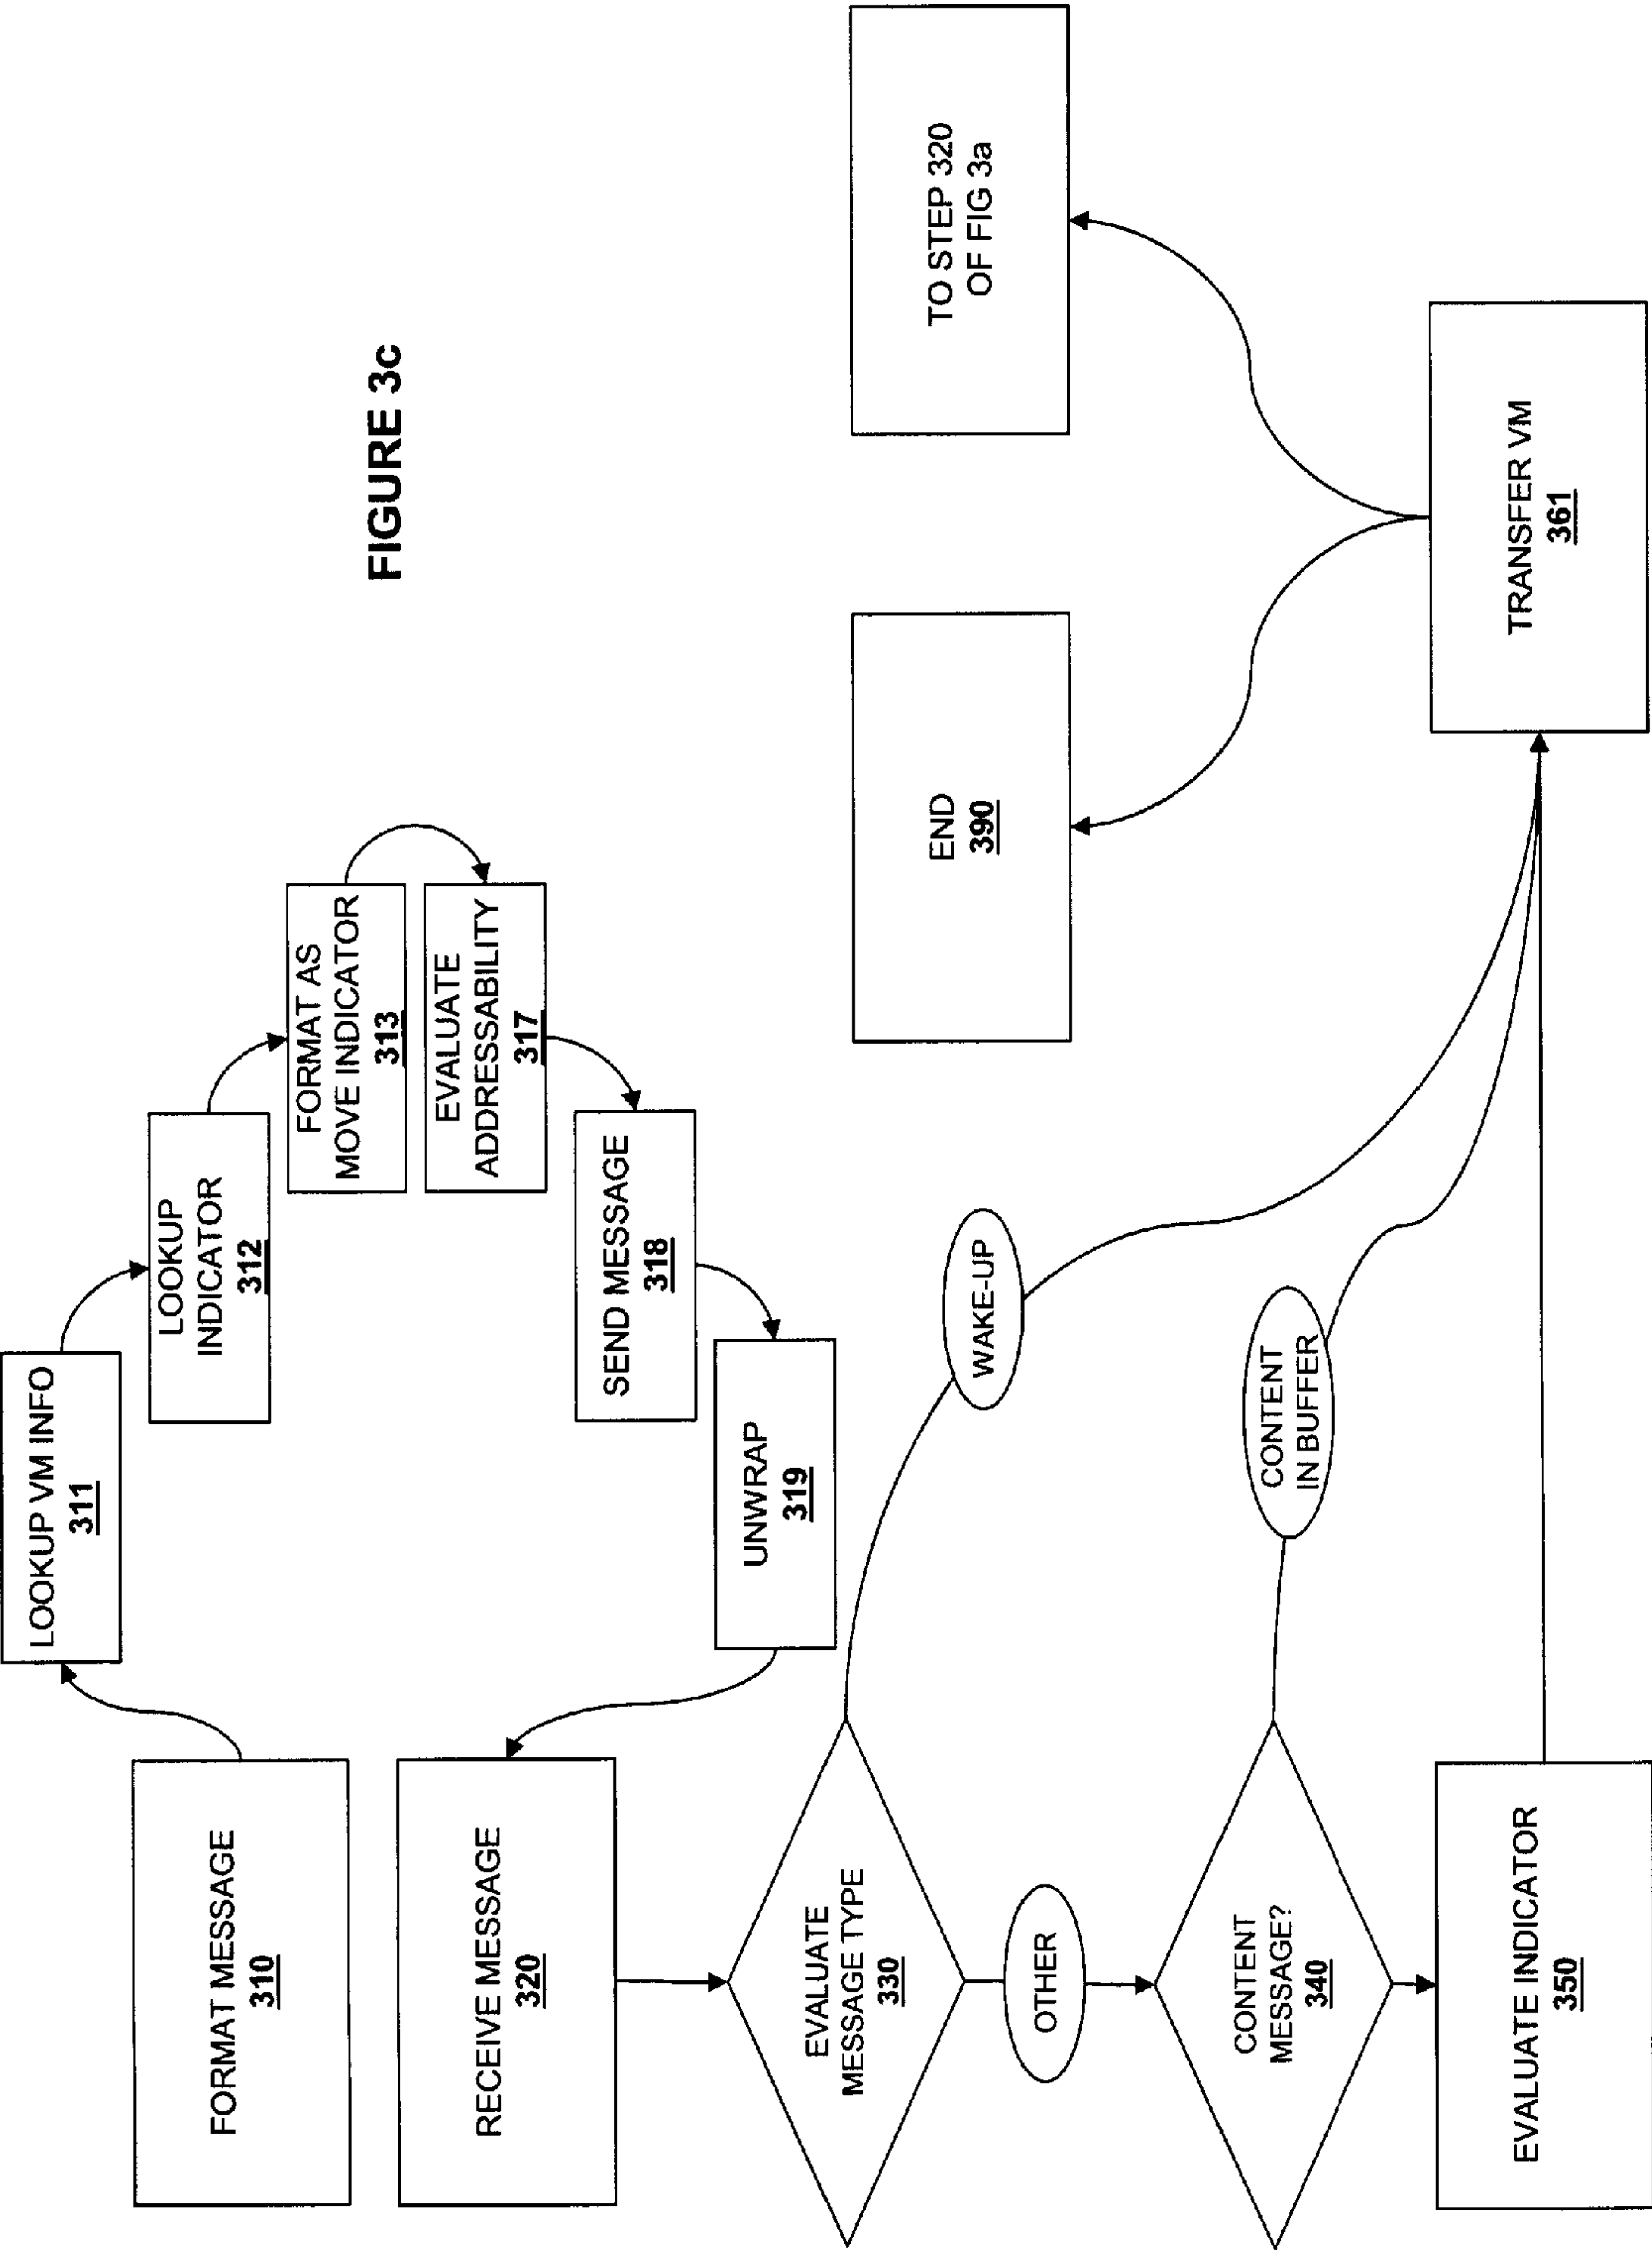 FIGURE 3c
FORMAT MESSAGE
310
LOOKUP VM INFO
311
LOOKUP
INDICATOR
312
FORMAT AS
MOVE INDICATOR
313
EVALUATE
ADDRESSABILITY
317
SEND MESSAGE
318
UNWRAP
319
RECEIVE MESSAGE
320
EVALUATE
MESSAGE TYPE
330
WAKE-UP
OTHER
CONTENT
MESSAGE?
340
CONTENT
IN BUFFER
EVALUATE INDICATOR
350
TRANSFER VM
361
END
390
TO STEP 320
OF FIG 3a